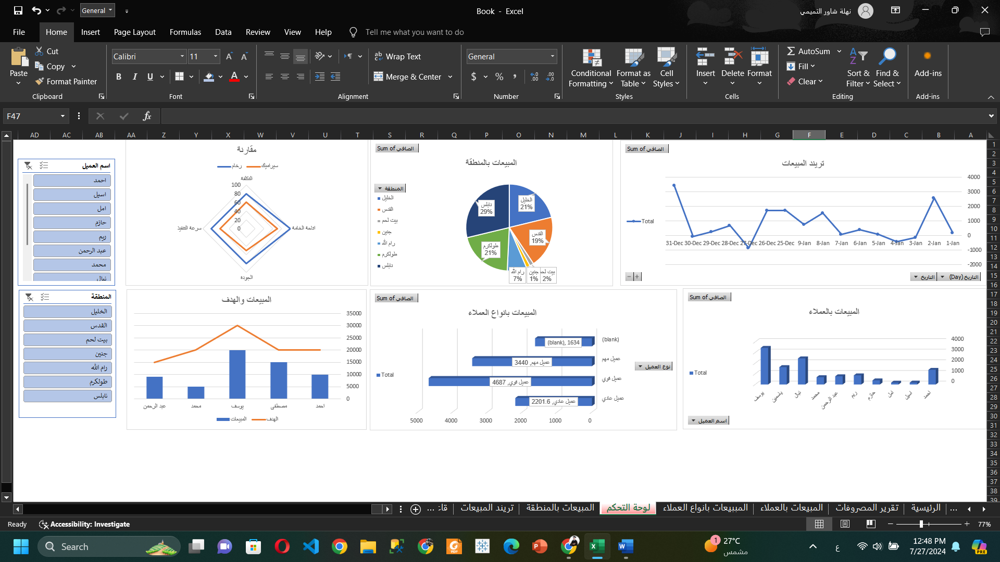 General
Book - Excel
نهلة شاور التميمي
File Home Insert Page Layout Formulas Data Review View Help Tell me what you want to do
Paste
Cut
Copy
Format Painter
Clipboard
Calibri 11
B I U
Font
Wrap Text
Merge & Center
Alignment
General
$ % ,
Number
Conditional Formatting
Format as Table
Cell Styles
Styles
Insert Delete Format
Cells
AutoSum
Fill
Clear
Sort & Filter
Find & Select
Editing
Add-ins
Add-ins
F47
fx
AD AC AB AA Z Y X W V U T S R Q P O N M L K J I H G F E D C B A
1
2
3
4
5
6
7
8
9
10
11
12
13
14
15
16
17
18
19
20
21
22
23
24
25
26
27
28
29
30
31
32
33
34
35
36
37
38
39
Sum of الصافي
تريند المبيعات
4000
3000
2000
1000
0
-1000
-2000
Total
31-Dec 30-Dec 29-Dec 28-Dec 27-Dec 26-Dec 25-Dec 9-Jan 8-Jan 7-Jan 6-Jan 5-Jan 4-Jan 3-Jan 2-Jan 1-Jan
التاريخ (Day)
التاريخ
Sum of الصافي
المبيعات بالمنطقة
المنطقة
الخليل
القدس
بيت لحم
جنين
رام الله
طولكرم
نابلس
الخليل
21%
القدس
19%
بيت لحم
2%
جنين
1%
رام الله
7%
طولكرم
21%
نابلس
29%
مقارنة
سيراميك
رخام
التكلفة
100
80
60
40
20
0
اتاحة الخامة
سرعة التنفيذ
الجودة
اسم العميل
احمد
اسيل
امل
حازم
ريم
عبد الرحمن
محمد
نبال
المنطقة
الخليل
القدس
بيت لحم
جنين
رام الله
طولكرم
نابلس
المبيعات والهدف
35000
30000
25000
20000
15000
10000
5000
0
احمد
مصطفى
يوسف
محمد
عبد الرحمن
الهدف
المبيعات
Sum of الصافي
المبيعات بانواع العملاء
(blank), 1634
(blank)
عميل مهم, 3440
عميل مهم
عميل قوي, 4687
عميل قوي
عميل عادي, 2201.6
عميل عادي
5000 4000 3000 2000 1000 0
Total
نوع العميل
Sum of الصافي
المبيعات بالعملاء
4000
3000
2000
1000
0
Total
احمد
اسيل
امل
حازم
ريم
عبد الرحمن
محمد
نبال
ياسمين
يوسف
اسم العميل
... الرئيسية
تقرير المصروفات
المبيعات بالعملاء
المبيعات بانواع العملاء
لوحة التحكم
المبيعات بالمنطقة
تريند المبيعات
قا ...
Ready
Accessibility: Investigate
77%
Search
PDF
1
27°C
مشمس
ع
12:48 PM
7/27/2024
PRE